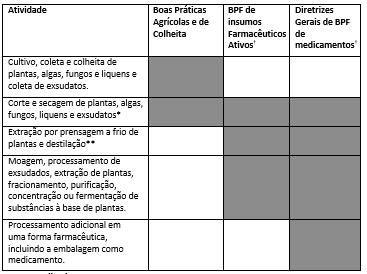 Atividade
Boas Práticas
Agrícolas e de
Colheita
BPF de
insumos
Farmacêuticos
Ativos†
Diretrizes
Gerais de BPF
de
medicamentos†
Cultivo, coleta e colheita de
plantas, algas, fungos e liquens e
coleta de exsudatos.
Corte e secagem de plantas, algas,
fungos, liquens e exsudatos*
Extração por prensagem a frio de
plantas e destilação**
Moagem, processamento de
exsudados, extração de plantas,
fracionamento, purificação,
concentração ou fermentação de
substâncias à base de plantas.
Processamento adicional em
uma forma farmacêutica,
incluindo a embalagem como
medicamento.